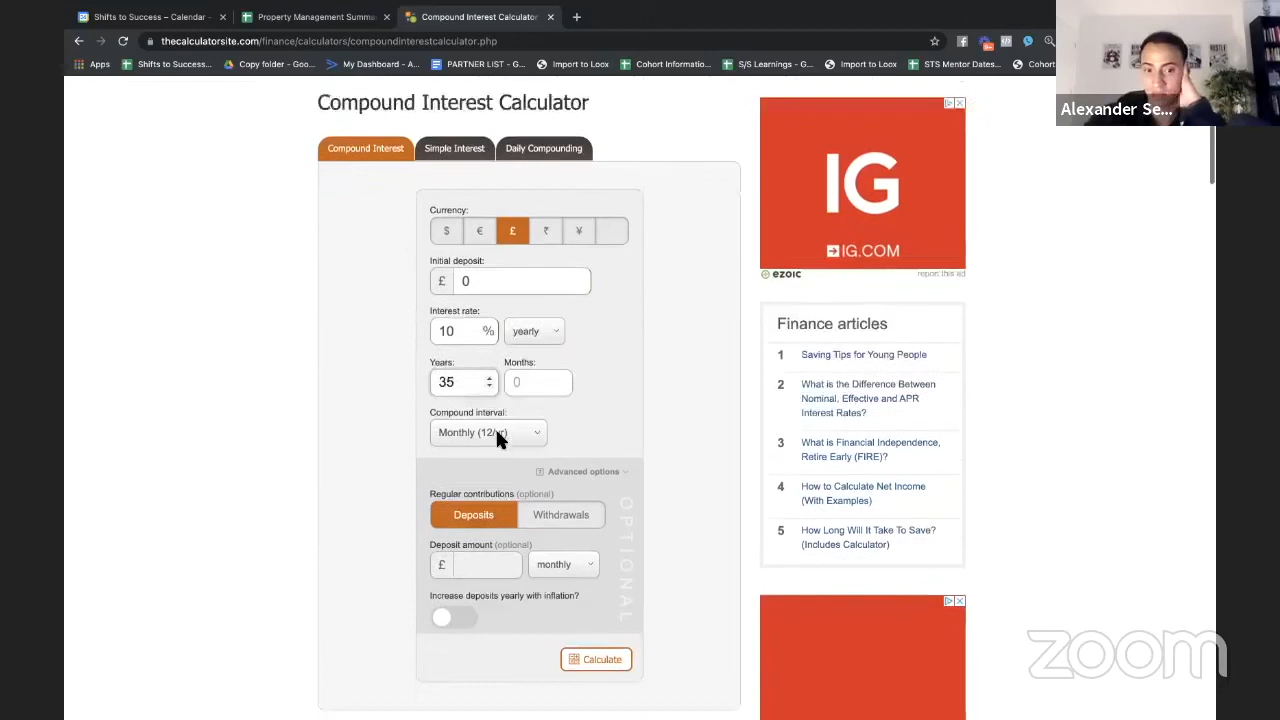 Shifts to Success – Calendar -
Property Management Summa
Compound Interest Calculator
thecalculatorsite.com/finance/calculators/compoundinterestcalculator.php
Apps
Shifts to Success...
Copy folder - Goo...
My Dashboard - A...
PARTNER LIST - G...
Import to Loox
Cohort Informatio...
S/S Learnings - G...
Import to Loox
STS Mentor Dates...
Cohort
Alexander Se...
Compound Interest Calculator
Compound Interest
Simple Interest
Daily Compounding
Currency:
$ € £ ₹ ¥
Initial deposit:
£ 0
Interest rate:
10 % yearly
Years: Months:
35 0
Compound interval:
Monthly (12/yr)
Advanced options
Regular contributions (optional)
Deposits Withdrawals
Deposit amount (optional)
£ monthly
Increase deposits yearly with inflation?
OPTIONAL
Calculate
IG
IG.COM
ezoic
report this ad
Finance articles
1 Saving Tips for Young People
2 What is the Difference Between
Nominal, Effective and APR
Interest Rates?
3 What is Financial Independence,
Retire Early (FIRE)?
4 How to Calculate Net Income
(With Examples)
5 How Long Will It Take To Save?
(Includes Calculator)
zoom